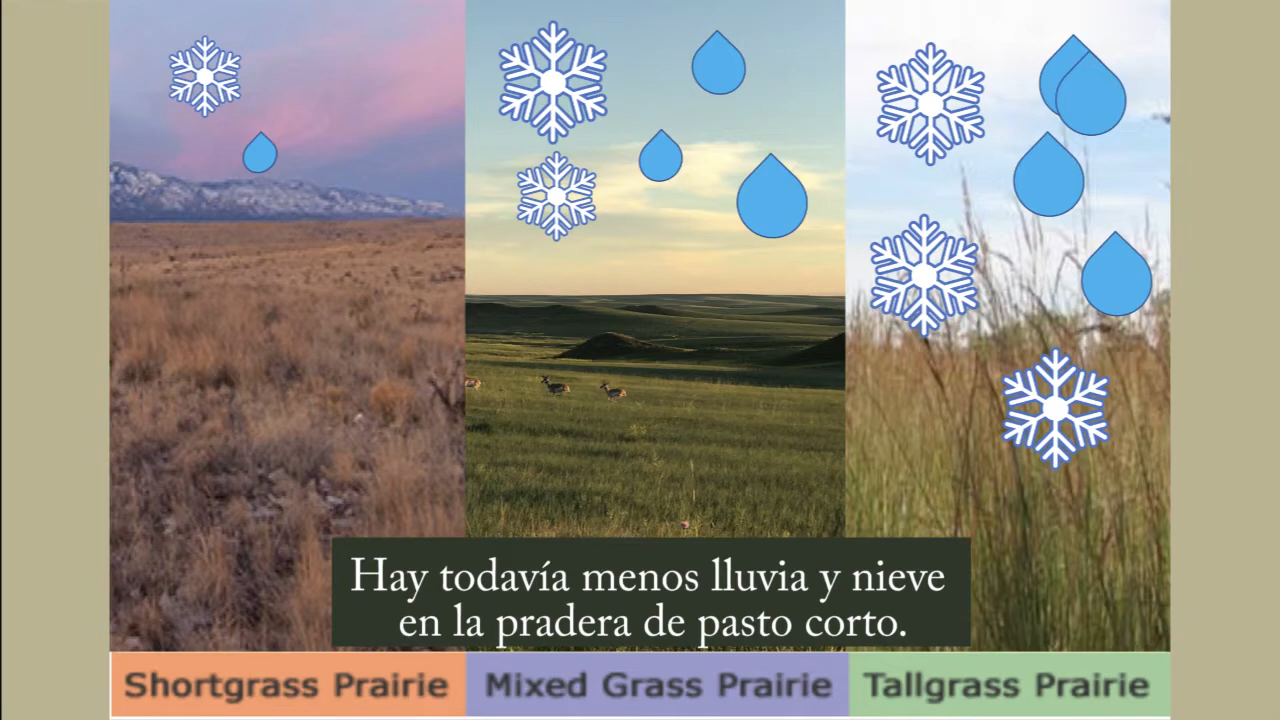 Hay todavía menos lluvia y nieve
en la pradera de pasto corto.
Shortgrass Prairie
Mixed Grass Prairie
Tallgrass Prairie